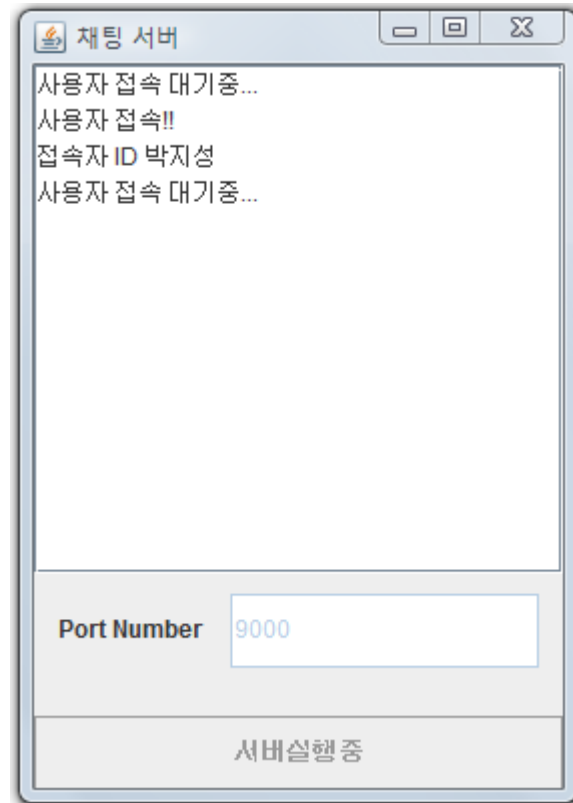 채팅 서버
사용자 접속 대기중...
사용자 접속!!
접속자 ID 박지성
사용자 접속 대기중...
Port Number 9000
서버실행중